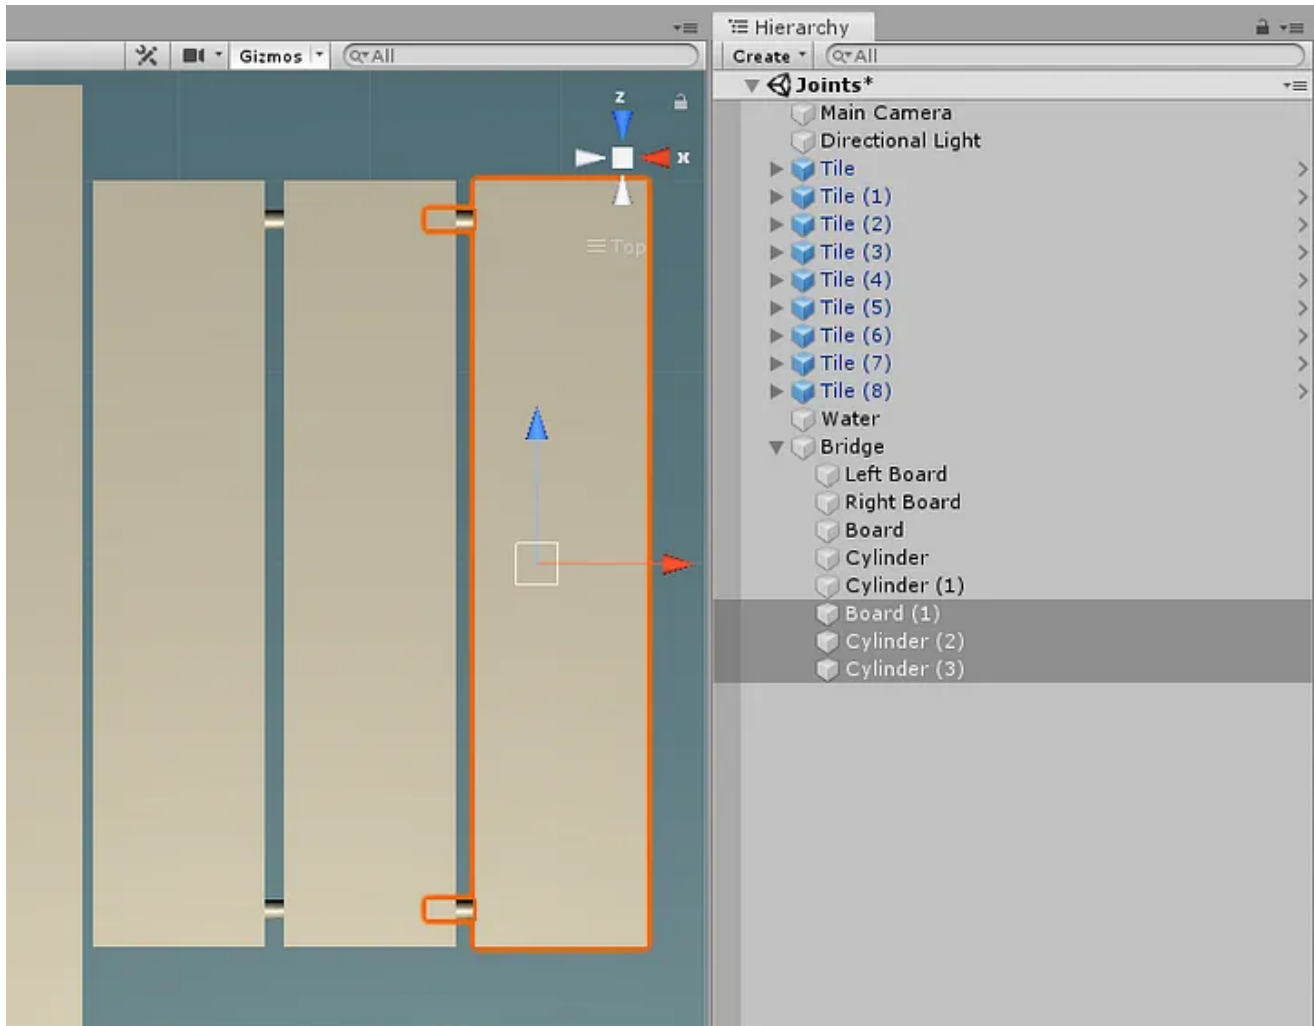 Hierarchy
Gizmos
All
Create
All
Joints*
z
x
Top
Main Camera
Directional Light
Tile
Tile (1)
Tile (2)
Tile (3)
Tile (4)
Tile (5)
Tile (6)
Tile (7)
Tile (8)
Water
Bridge
Left Board
Right Board
Board
Cylinder
Cylinder (1)
Board (1)
Cylinder (2)
Cylinder (3)